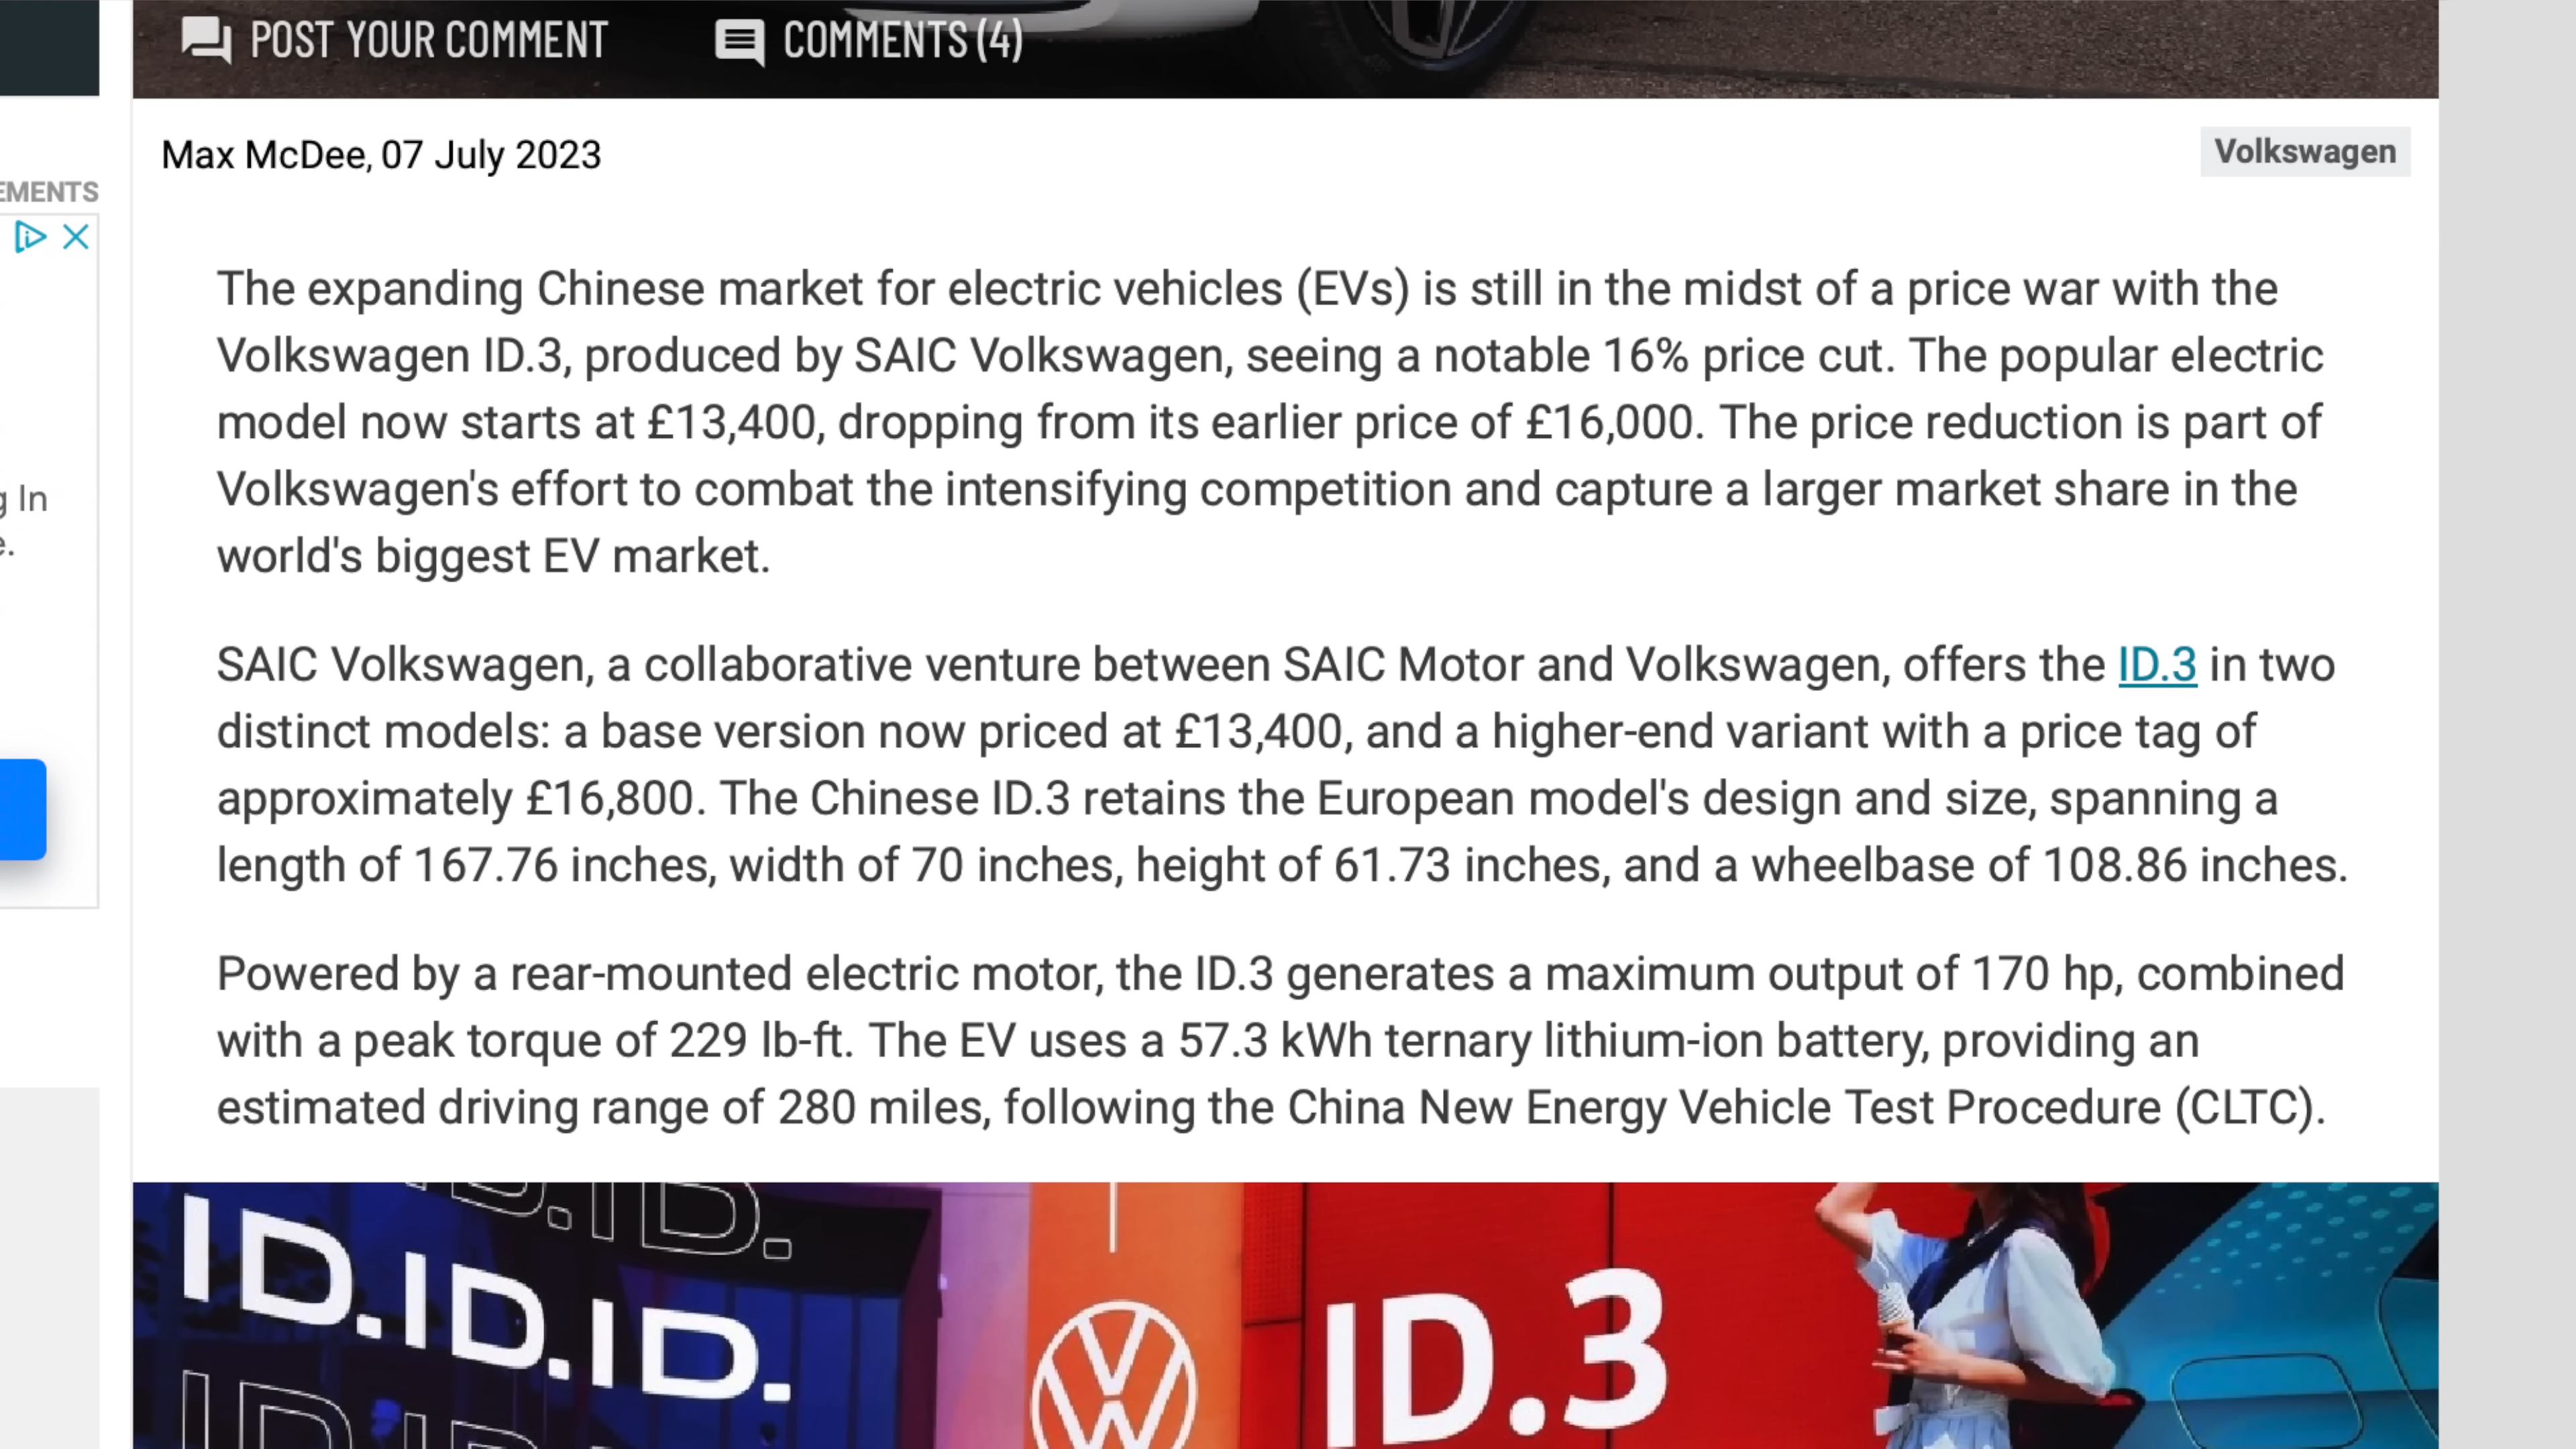 POST YOUR COMMENT
COMMENTS (4)
EMENTS
Max McDee, 07 July 2023
Volkswagen
g In
e.
The expanding Chinese market for electric vehicles (EVs) is still in the midst of a price war with the
Volkswagen ID.3, produced by SAIC Volkswagen, seeing a notable 16% price cut. The popular electric
model now starts at £13,400, dropping from its earlier price of £16,000. The price reduction is part of
Volkswagen's effort to combat the intensifying competition and capture a larger market share in the
world's biggest EV market.
SAIC Volkswagen, a collaborative venture between SAIC Motor and Volkswagen, offers the ID.3 in two
distinct models: a base version now priced at £13,400, and a higher-end variant with a price tag of
approximately £16,800. The Chinese ID.3 retains the European model's design and size, spanning a
length of 167.76 inches, width of 70 inches, height of 61.73 inches, and a wheelbase of 108.86 inches.
Powered by a rear-mounted electric motor, the ID.3 generates a maximum output of 170 hp, combined
with a peak torque of 229 lb-ft. The EV uses a 57.3 kWh ternary lithium-ion battery, providing an
estimated driving range of 280 miles, following the China New Energy Vehicle Test Procedure (CLTC).
D.ID.
ID.ID.ID.
ID.3